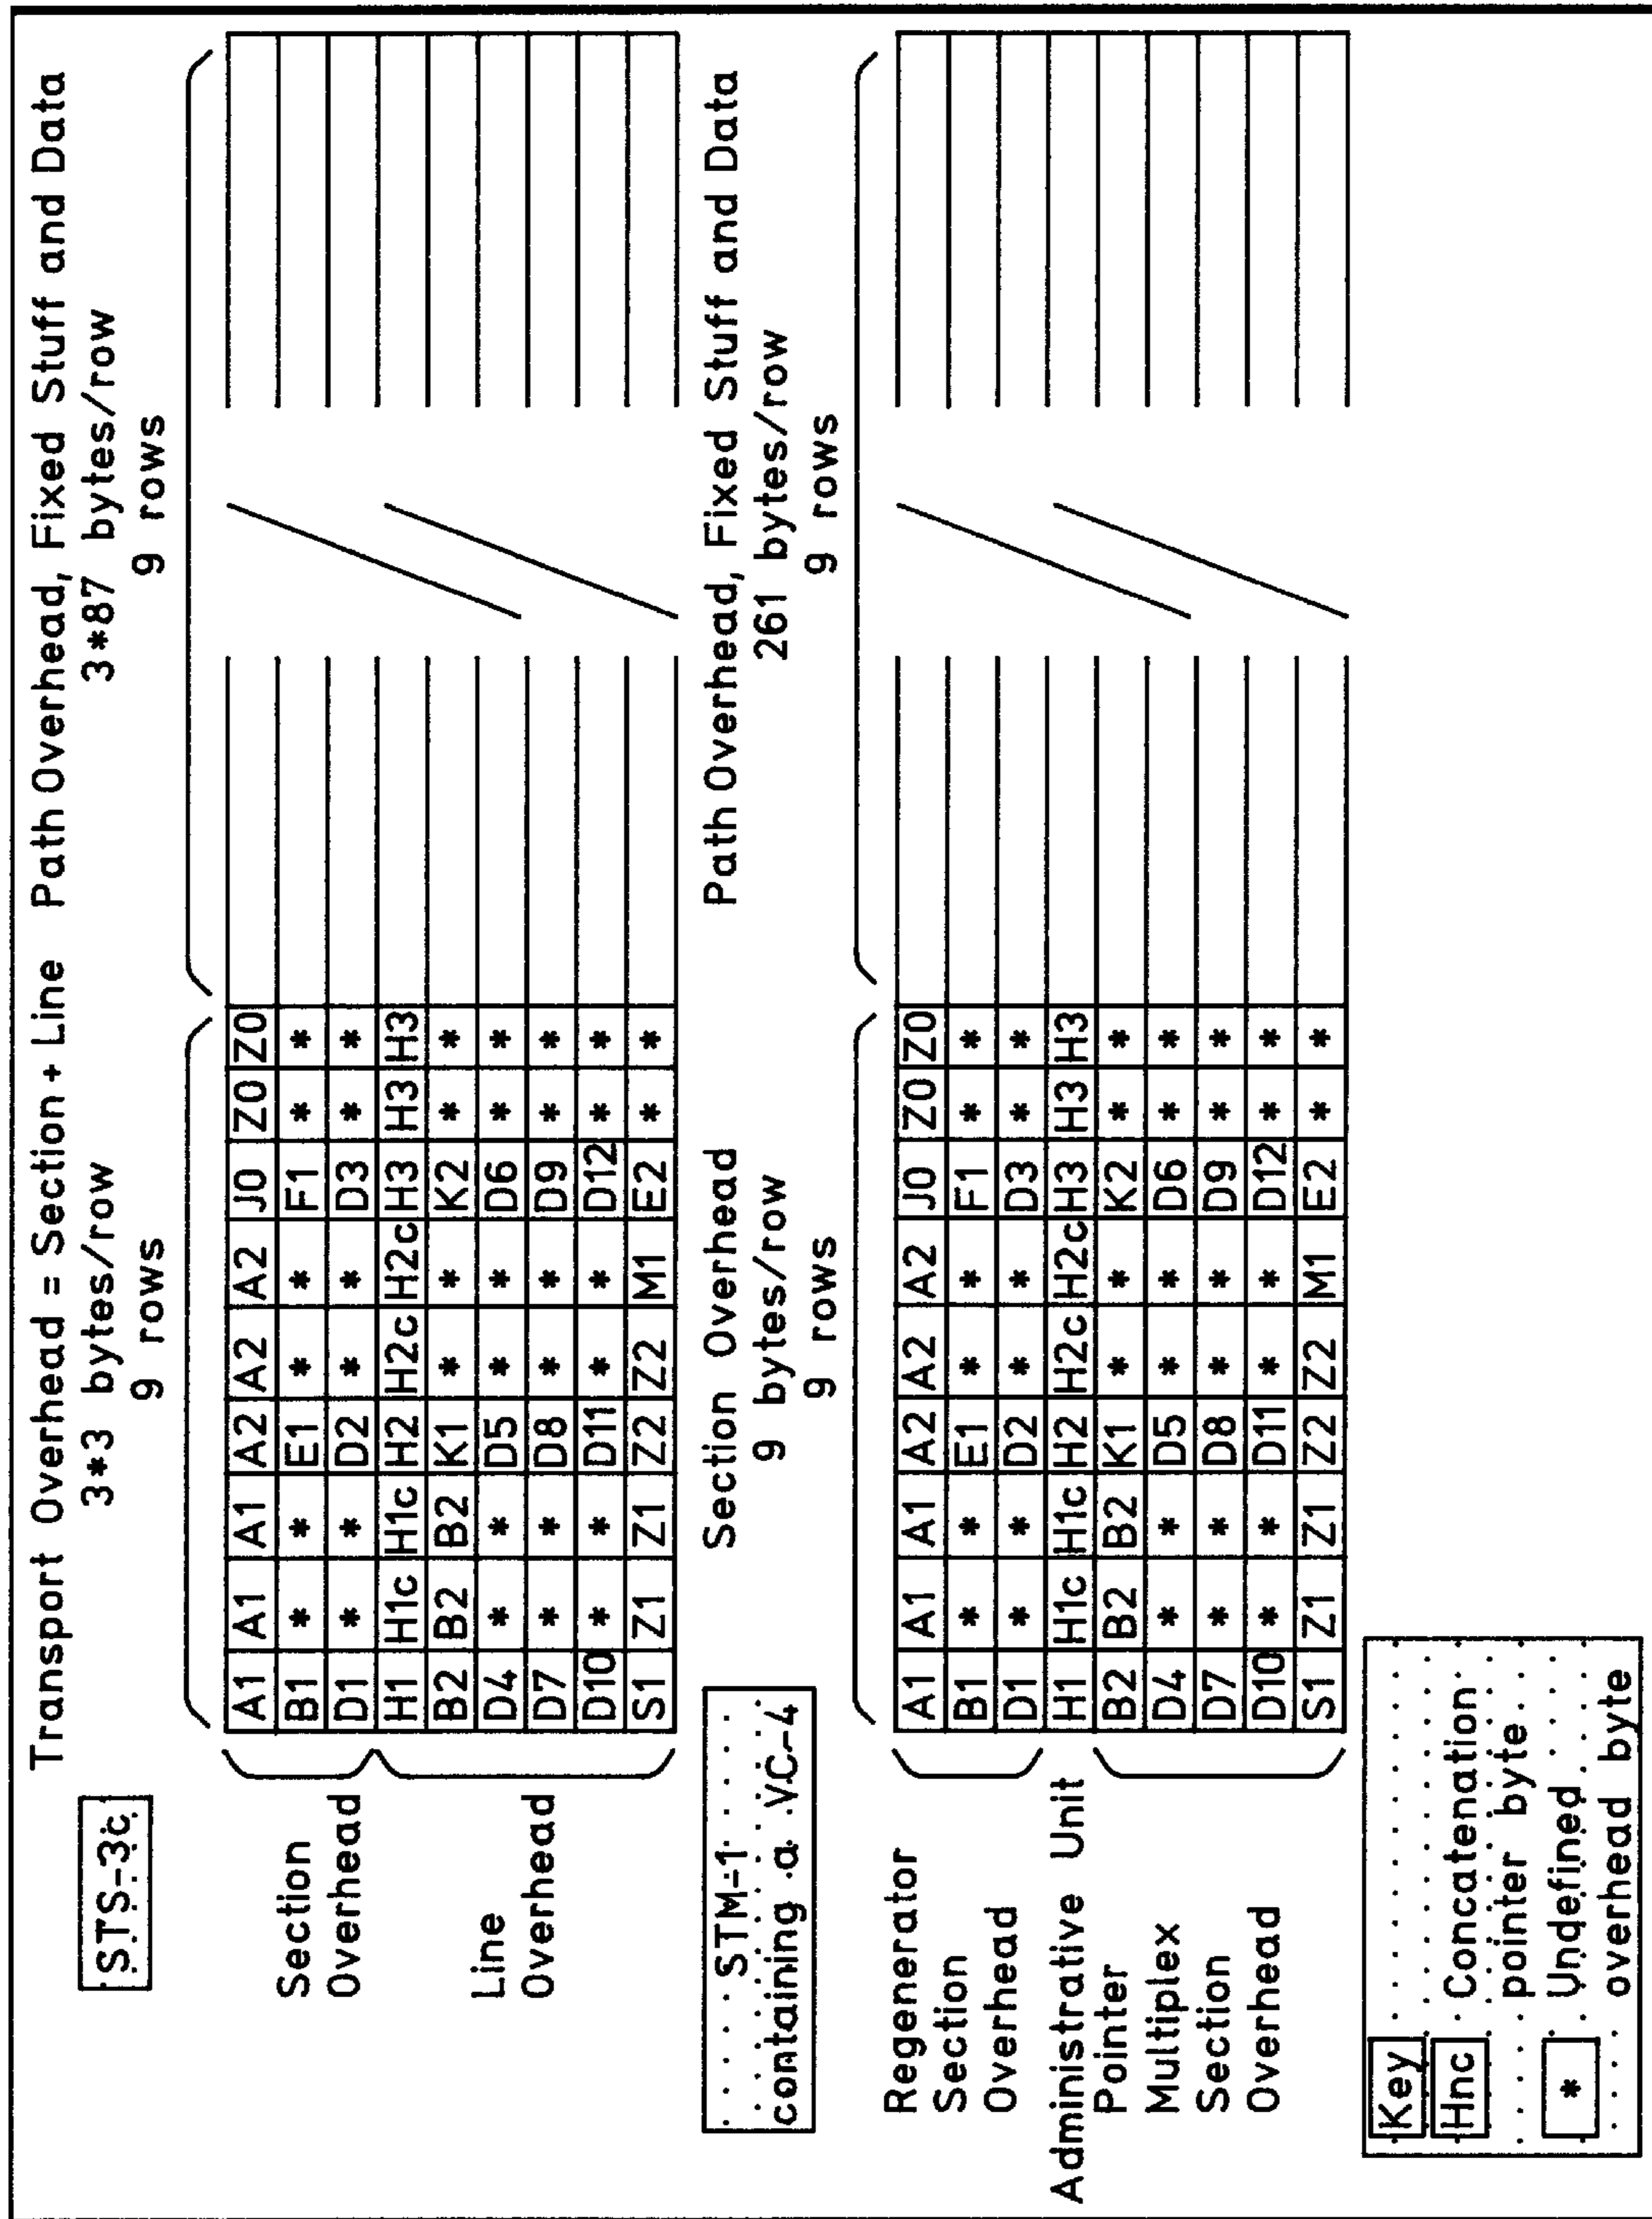 Transport Overhead = Section + Line
3*3 bytes/row
9 rows
Path Overhead, Fixed Stuff and Data
3*87 bytes/row
9 rows
STS-3c
Section
Overhead
Line
Overhead
A1 A1 A1 A2 A2 A2 J0 Z0 Z0
B1 * * E1 * * F1 * *
D1 * * D2 * * D3 * *
H1 H1c H1c H2 H2c H2c H3 H3 H3
B2 B2 B2 K1 * * K2 * *
D4 * * D5 * * D6 * *
D7 * * D8 * * D9 * *
D10 * * D11 * * D12 * *
S1 Z1 Z1 Z2 Z2 M1 E2 * *
STM-1
containing a VC-4
Section Overhead
9 bytes/row
9 rows
Path Overhead, Fixed Stuff and Data
261 bytes/row
9 rows
Regenerator
Section
Overhead
Administrative Unit
Pointer
Multiplex
Section
Overhead
A1 A1 A1 A2 A2 A2 J0 Z0 Z0
B1 * * E1 * * F1 * *
D1 * * D2 * * D3 * *
H1 H1c H1c H2 H2c H2c H3 H3 H3
B2 B2 B2 K1 * * K2 * *
D4 * * D5 * * D6 * *
D7 * * D8 * * D9 * *
D10 * * D11 * * D12 * *
S1 Z1 Z1 Z2 Z2 M1 E2 * *
Key
Hnc Concatenation
pointer byte
* Undefined
overhead byte